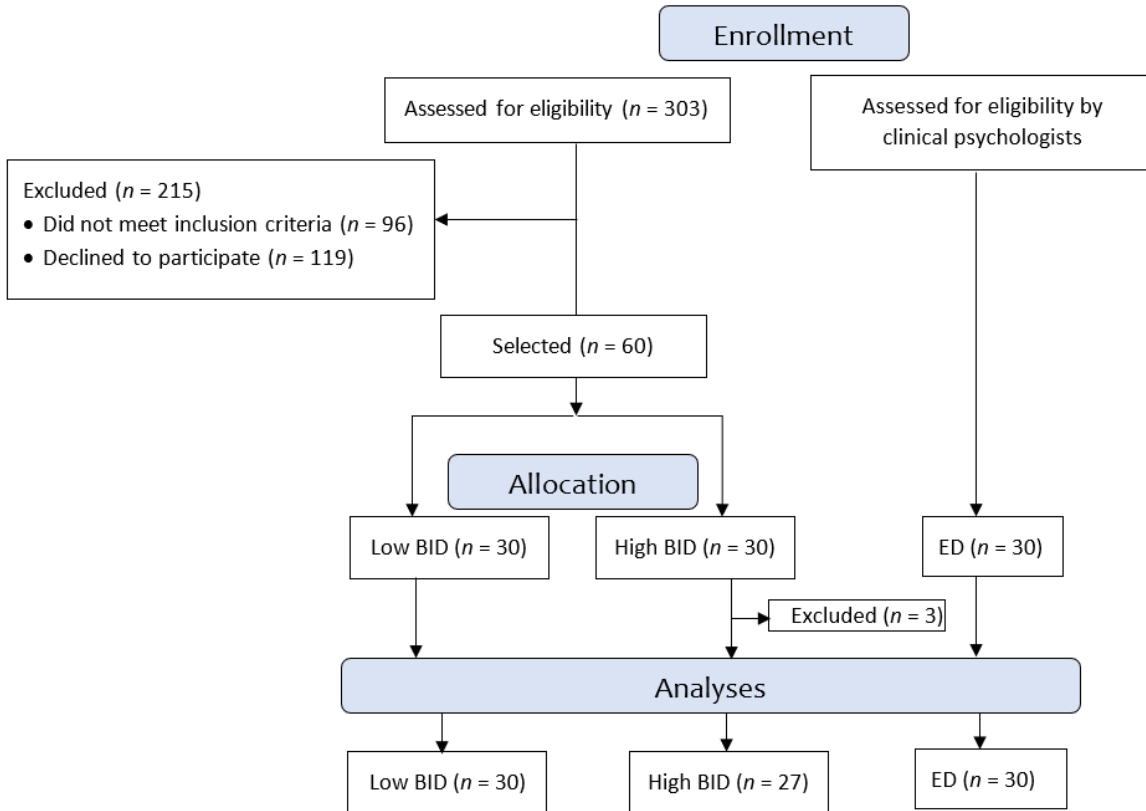 Enrollment
Assessed for eligibility (n = 303)
Assessed for eligibility by
clinical psychologists
Excluded (n = 215)
• Did not meet inclusion criteria (n = 96)
• Declined to participate (n = 119)
Selected (n = 60)
Allocation
Low BID (n = 30)
High BID (n = 30)
ED (n = 30)
Excluded (n = 3)
Analyses
Low BID (n = 30)
High BID (n = 27)
ED (n = 30)